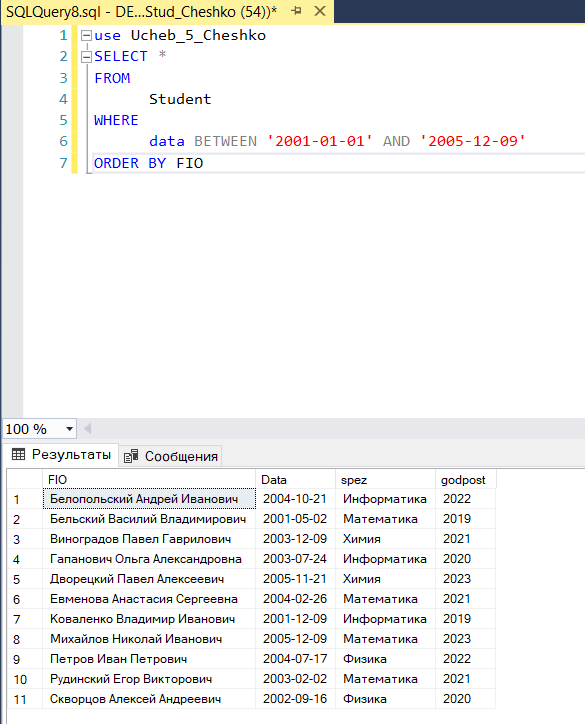 SQLQuery8.sql - DE...Stud_Cheshko (54))*
1 use Ucheb_5_Cheshko
2 SELECT *
3 FROM
4 Student
5 WHERE
6 data BETWEEN '2001-01-01' AND '2005-12-09'
7 ORDER BY FIO
100 %
Результаты Сообщения
FIO Data spez godpost
1 Белопольский Андрей Иванович 2004-10-21 Информатика 2022
2 Бельский Василий Владимирович 2001-05-02 Математика 2019
3 Виноградов Павел Гаврилович 2003-12-09 Химия 2021
4 Гапанович Ольга Александровна 2003-07-24 Информатика 2020
5 Дворецкий Павел Алексеевич 2005-11-21 Химия 2023
6 Евменова Анастасия Сергеевна 2004-02-26 Математика 2021
7 Коваленко Владимир Иванович 2001-12-09 Информатика 2019
8 Михайлов Николай Иванович 2005-12-09 Математика 2023
9 Петров Иван Петрович 2004-07-17 Физика 2022
10 Рудинский Егор Викторович 2003-02-02 Математика 2021
11 Скворцов Алексей Андреевич 2002-09-16 Физика 2020